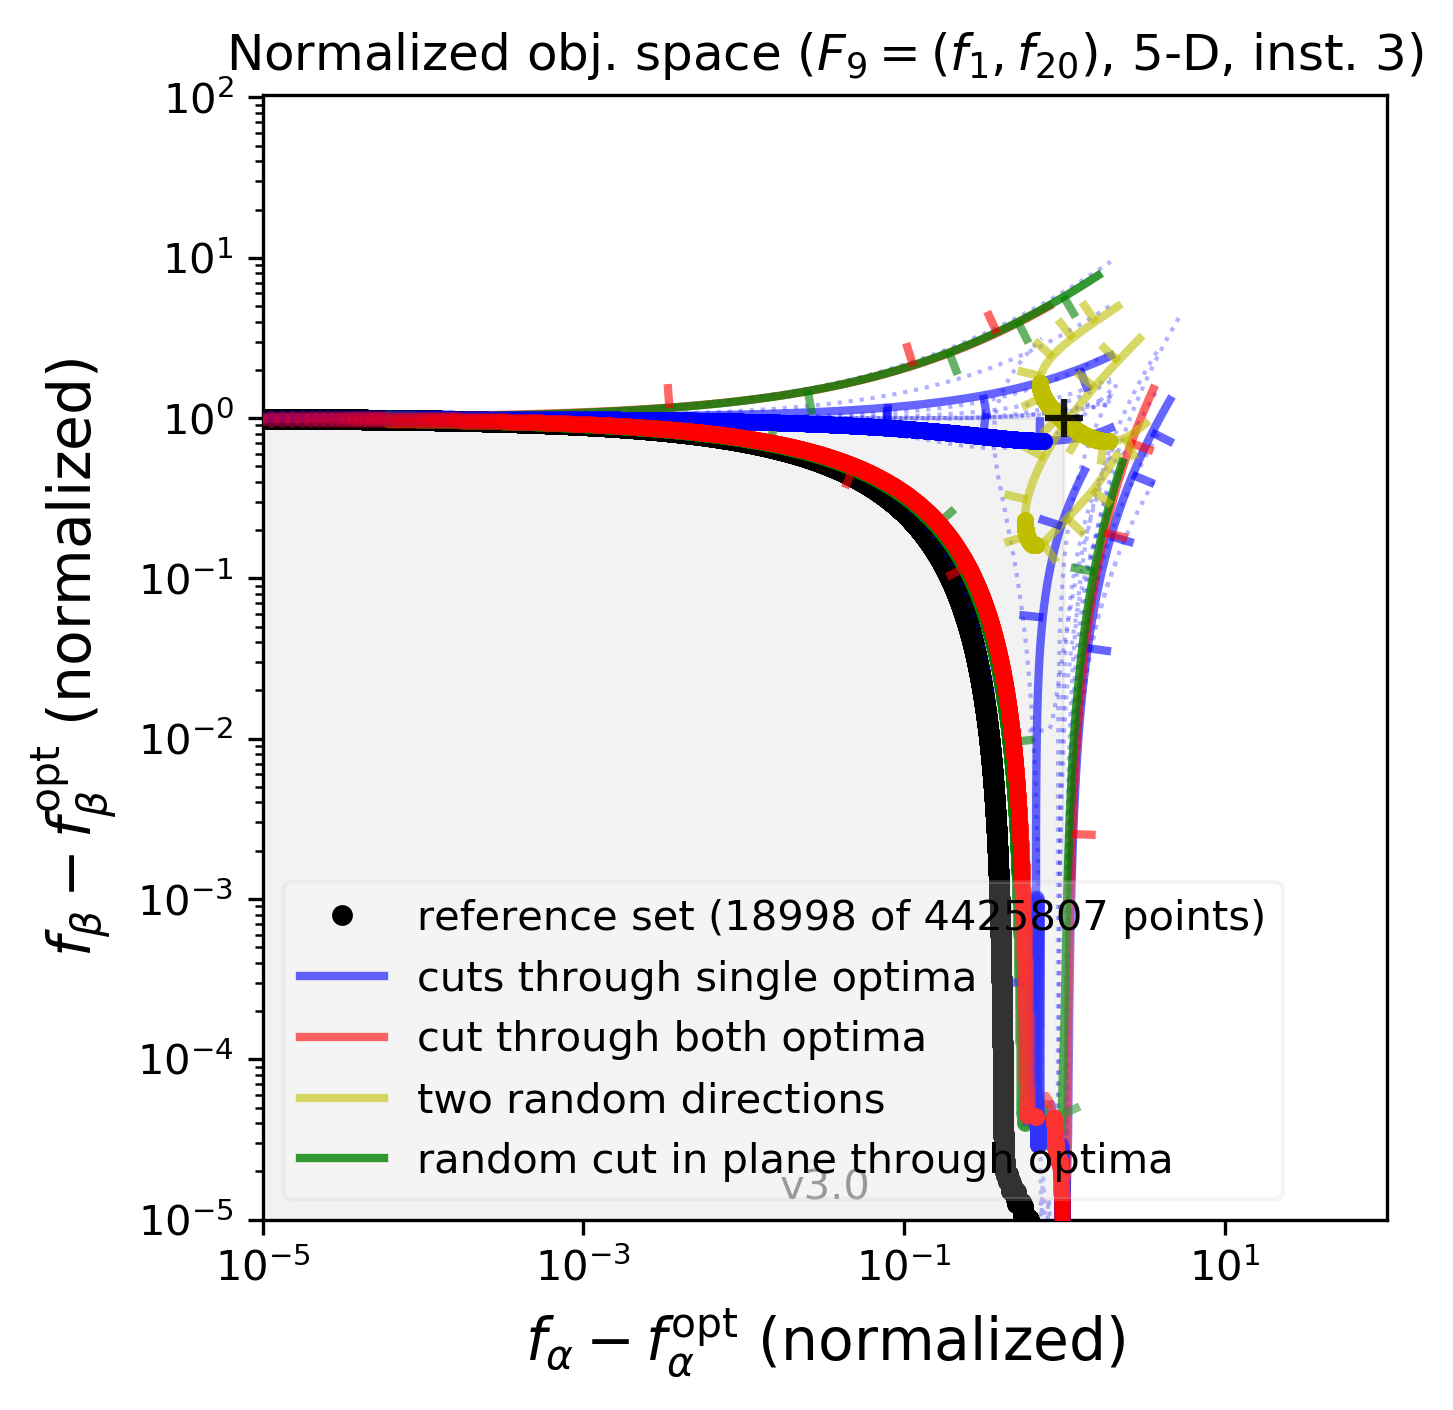 Normalized obj. space (F₉ = (f₁, f₂₀), 5-D, inst. 3)
10²
10¹
10⁰
10⁻¹
10⁻²
10⁻³
10⁻⁴
10⁻⁵
f_β − f_β^opt (normalized)
reference set (18998 of 4425807 points)
cuts through single optima
cut through both optima
two random directions
random cut in plane through optima
v3.0
10⁻⁵ 10⁻³ 10⁻¹ 10¹
f_α − f_α^opt (normalized)